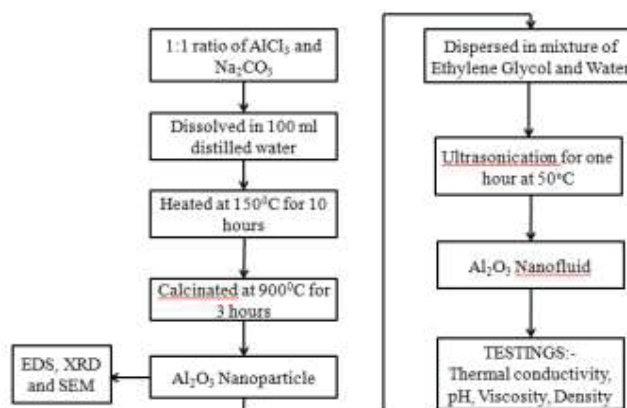 1:1 ratio of AlCl₃ and
Na₂CO₃
Dissolved in 100 ml
distilled water
Heated at 150⁰C for 10
hours
Calcinated at 900⁰C for
3 hours
EDS, XRD
and SEM
Al₂O₃ Nanoparticle
Dispersed in mixture of
Ethylene Glycol and Water
Ultrasonication for one
hour at 50°C
Al₂O₃ Nanofluid
TESTINGS:-
Thermal conductivity,
pH, Viscosity, Density